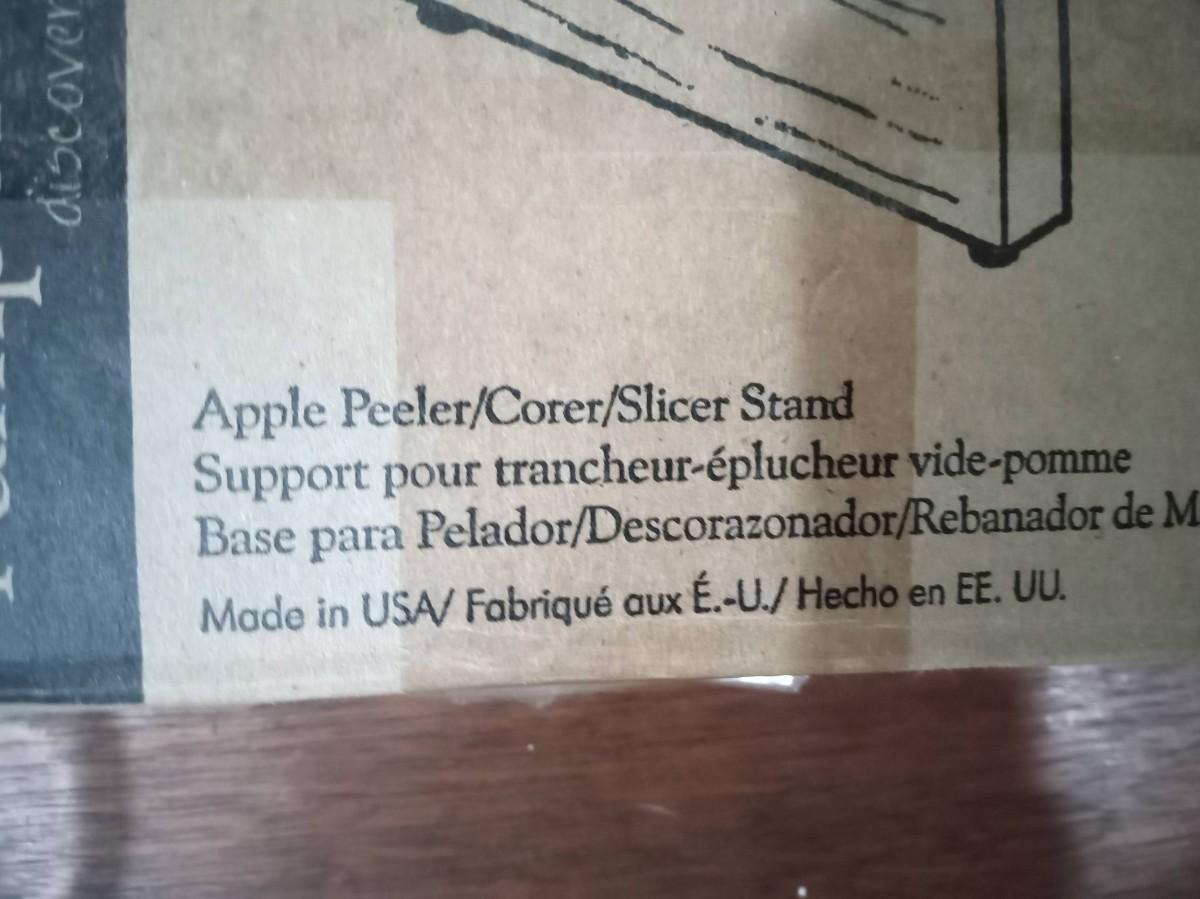 discover
Apple Peeler/Corer/Slicer Stand
Support pour trancheur-éplucheur vide-pomme
Base para Pelador/Descorazonador/Rebanador de M
Made in USA/ Fabriqué aux É.-U./ Hecho en EE. UU.